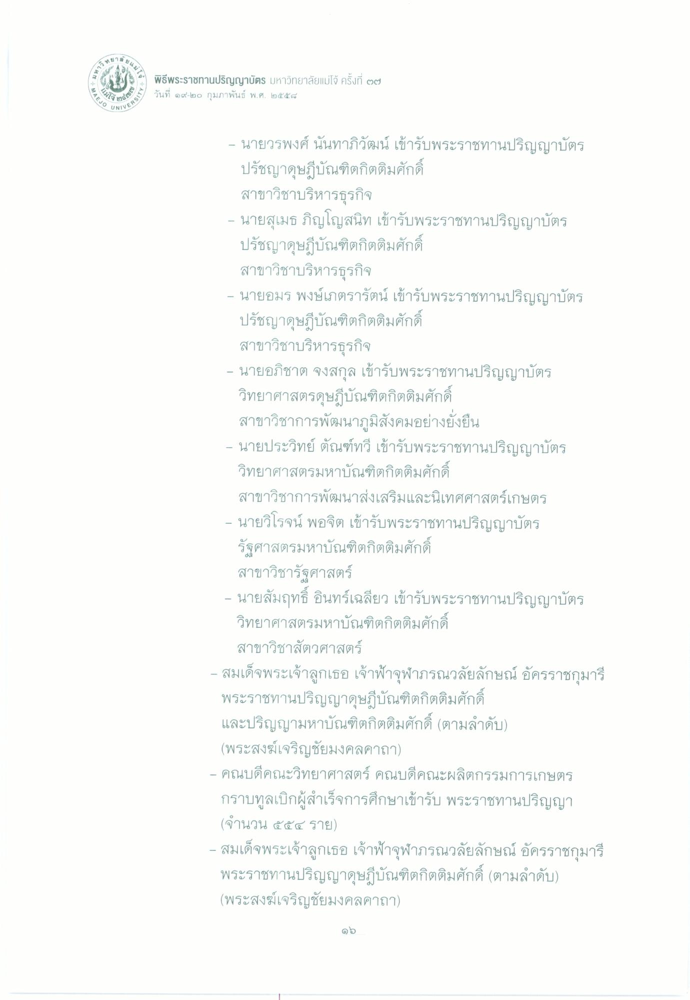 มหาวิทยาลัยแม่โจ้
แม่โจ้ ๒๔๗๗
MAEJO UNIVERSITY
พิธีพระราชทานปริญญาบัตร มหาวิทยาลัยแม่โจ้ ครั้งที่ ๓๗
วันที่ ๑๙-๒๐ กุมภาพันธ์ พ.ศ. ๒๕๕๘
– นายวรพงศ์ นันทาภิวัฒน์ เข้ารับพระราชทานปริญญาบัตร
ปรัชญาดุษฎีบัณฑิตกิตติมศักดิ์
สาขาวิชาบริหารธุรกิจ
– นายสุเมธ ภิญโญสนิท เข้ารับพระราชทานปริญญาบัตร
ปรัชญาดุษฎีบัณฑิตกิตติมศักดิ์
สาขาวิชาบริหารธุรกิจ
– นายอมร พงษ์เภตรารัตน์ เข้ารับพระราชทานปริญญาบัตร
ปรัชญาดุษฎีบัณฑิตกิตติมศักดิ์
สาขาวิชาบริหารธุรกิจ
– นายอภิชาต จงสกุล เข้ารับพระราชทานปริญญาบัตร
วิทยาศาสตรดุษฎีบัณฑิตกิตติมศักดิ์
สาขาวิชาการพัฒนาภูมิสังคมอย่างยั่งยืน
– นายประวิทย์ ตัณฑ์ทวี เข้ารับพระราชทานปริญญาบัตร
วิทยาศาสตรมหาบัณฑิตกิตติมศักดิ์
สาขาวิชาการพัฒนาส่งเสริมและนิเทศศาสตร์เกษตร
– นายวิโรจน์ พอจิต เข้ารับพระราชทานปริญญาบัตร
รัฐศาสตรมหาบัณฑิตกิตติมศักดิ์
สาขาวิชารัฐศาสตร์
– นายสัมฤทธิ์ อินทร์เฉลียว เข้ารับพระราชทานปริญญาบัตร
วิทยาศาสตรมหาบัณฑิตกิตติมศักดิ์
สาขาวิชาสัตวศาสตร์
– สมเด็จพระเจ้าลูกเธอ เจ้าฟ้าจุฬาภรณวลัยลักษณ์ อัครราชกุมารี
พระราชทานปริญญาดุษฎีบัณฑิตกิตติมศักดิ์
และปริญญามหาบัณฑิตกิตติมศักดิ์ (ตามลำดับ)
(พระสงฆ์เจริญชัยมงคลคาถา)
– คณบดีคณะวิทยาศาสตร์ คณบดีคณะผลิตกรรมการเกษตร
กราบทูลเบิกผู้สำเร็จการศึกษาเข้ารับ พระราชทานปริญญา
(จำนวน ๕๕๔ ราย)
– สมเด็จพระเจ้าลูกเธอ เจ้าฟ้าจุฬาภรณวลัยลักษณ์ อัครราชกุมารี
พระราชทานปริญญาดุษฎีบัณฑิตกิตติมศักดิ์ (ตามลำดับ)
(พระสงฆ์เจริญชัยมงคลคาถา)
๑๖